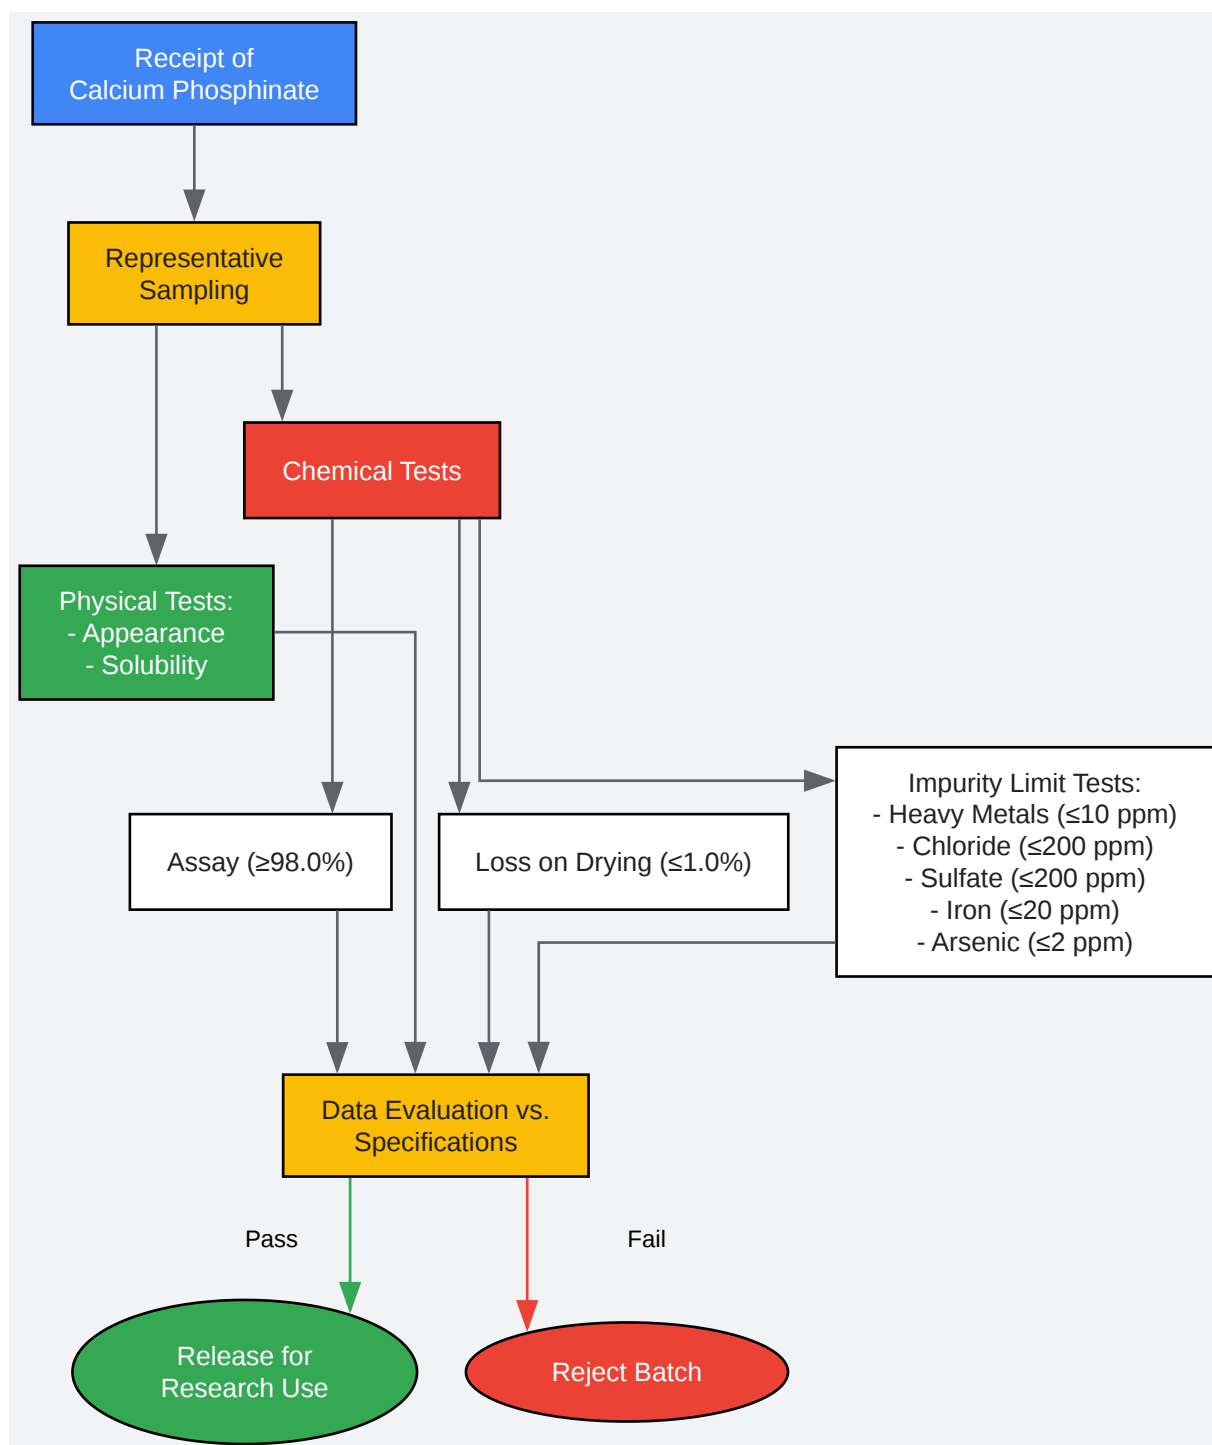 Receipt of
Calcium Phosphinate
Representative
Sampling
Chemical Tests
Physical Tests:
- Appearance
- Solubility
Impurity Limit Tests:
- Heavy Metals (≤10 ppm)
- Chloride (≤200 ppm)
- Sulfate (≤200 ppm)
- Iron (≤20 ppm)
- Arsenic (≤2 ppm)
Assay (≥98.0%)
Loss on Drying (≤1.0%)
Data Evaluation vs.
Specifications
Pass
Fail
Release for
Research Use
Reject Batch